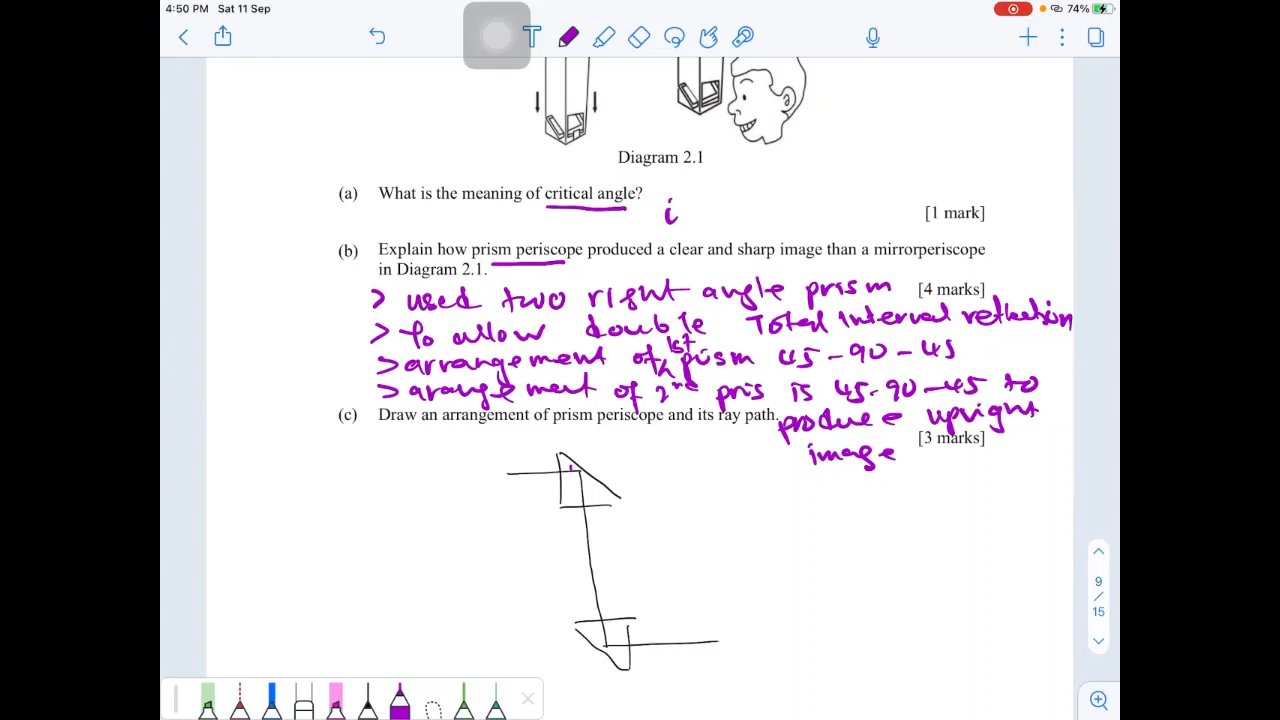 4:50 PM Sat 11 Sep
74%
T
Diagram 2.1
(a) What is the meaning of critical angle?
i
[1 mark]
(b) Explain how prism periscope produced a clear and sharp image than a mirrorperiscope
in Diagram 2.1.
[4 marks]
> used two right angle prism
> to allow double Total interval reflection
> arrangement of 1st prism 45-90-45
> arangement of 2nd pris is 45-90-45 to
produce upright
image
(c) Draw an arrangement of prism periscope and its ray path.
[3 marks]
9
/
15